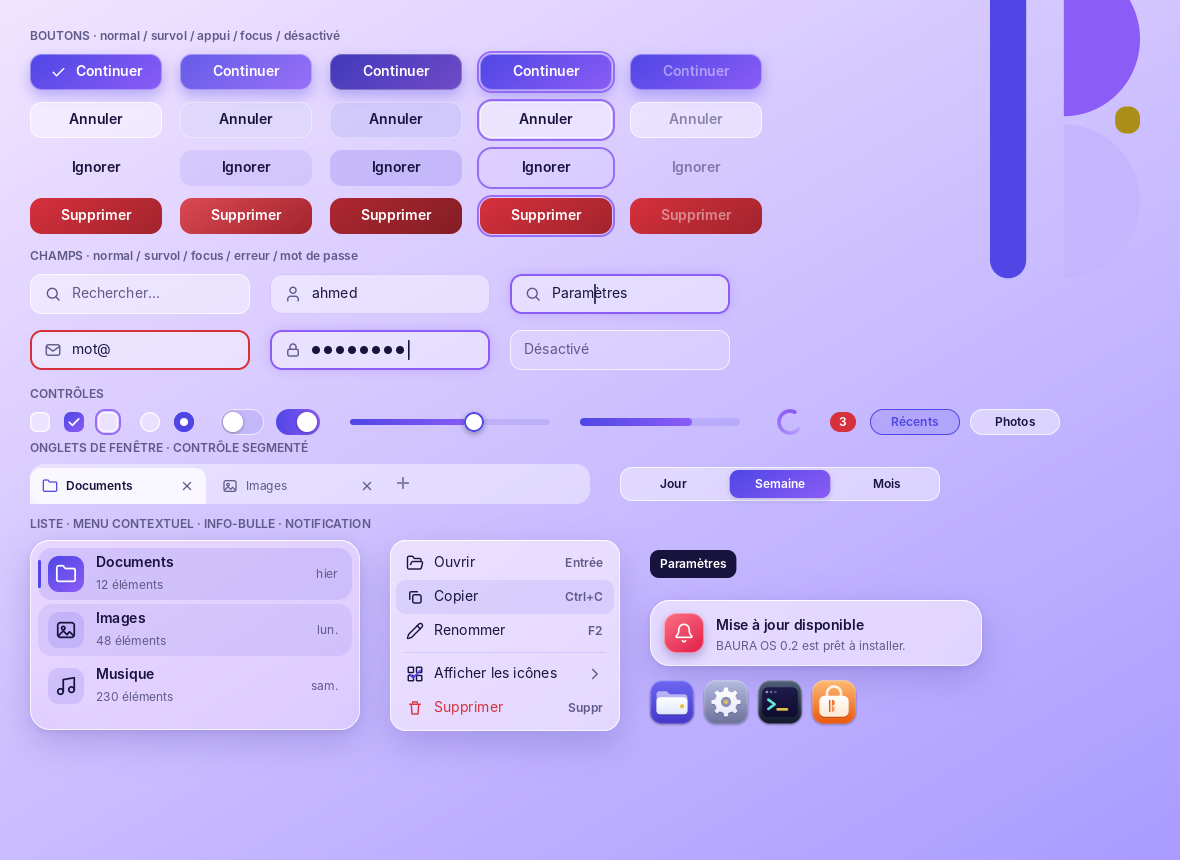 BOUTONS · normal / survol / appui / focus / désactivé
Continuer Continuer Continuer Continuer Continuer
Annuler Annuler Annuler Annuler Annuler
Ignorer Ignorer Ignorer Ignorer Ignorer
Supprimer Supprimer Supprimer Supprimer Supprimer
CHAMPS · normal / survol / focus / erreur / mot de passe
Rechercher... ahmed Paramètres
mot@ Désactivé
CONTRÔLES
3 Récents Photos
ONGLETS DE FENÊTRE · CONTRÔLE SEGMENTÉ
Documents Images Jour Semaine Mois
LISTE · MENU CONTEXTUEL · INFO-BULLE · NOTIFICATION
Documents
12 éléments hier
Images
48 éléments lun.
Musique
230 éléments sam.
Ouvrir Entrée
Copier Ctrl+C
Renommer F2
Afficher les icônes
Supprimer Suppr
Paramètres
Mise à jour disponible
BAURA OS 0.2 est prêt à installer.